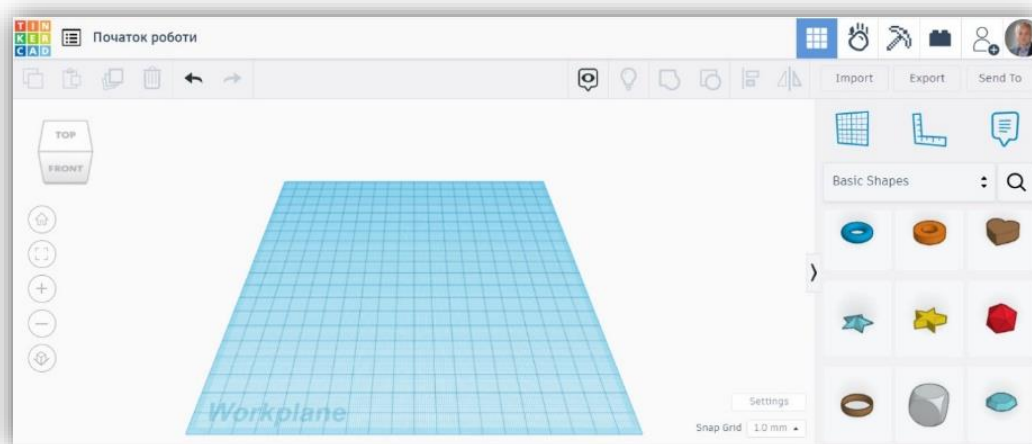 TIN
KER
CAD
Початок роботи
Import Export Send To
TOP
FRONT
Basic Shapes
Workplane
Settings
Snap Grid 1.0 mm